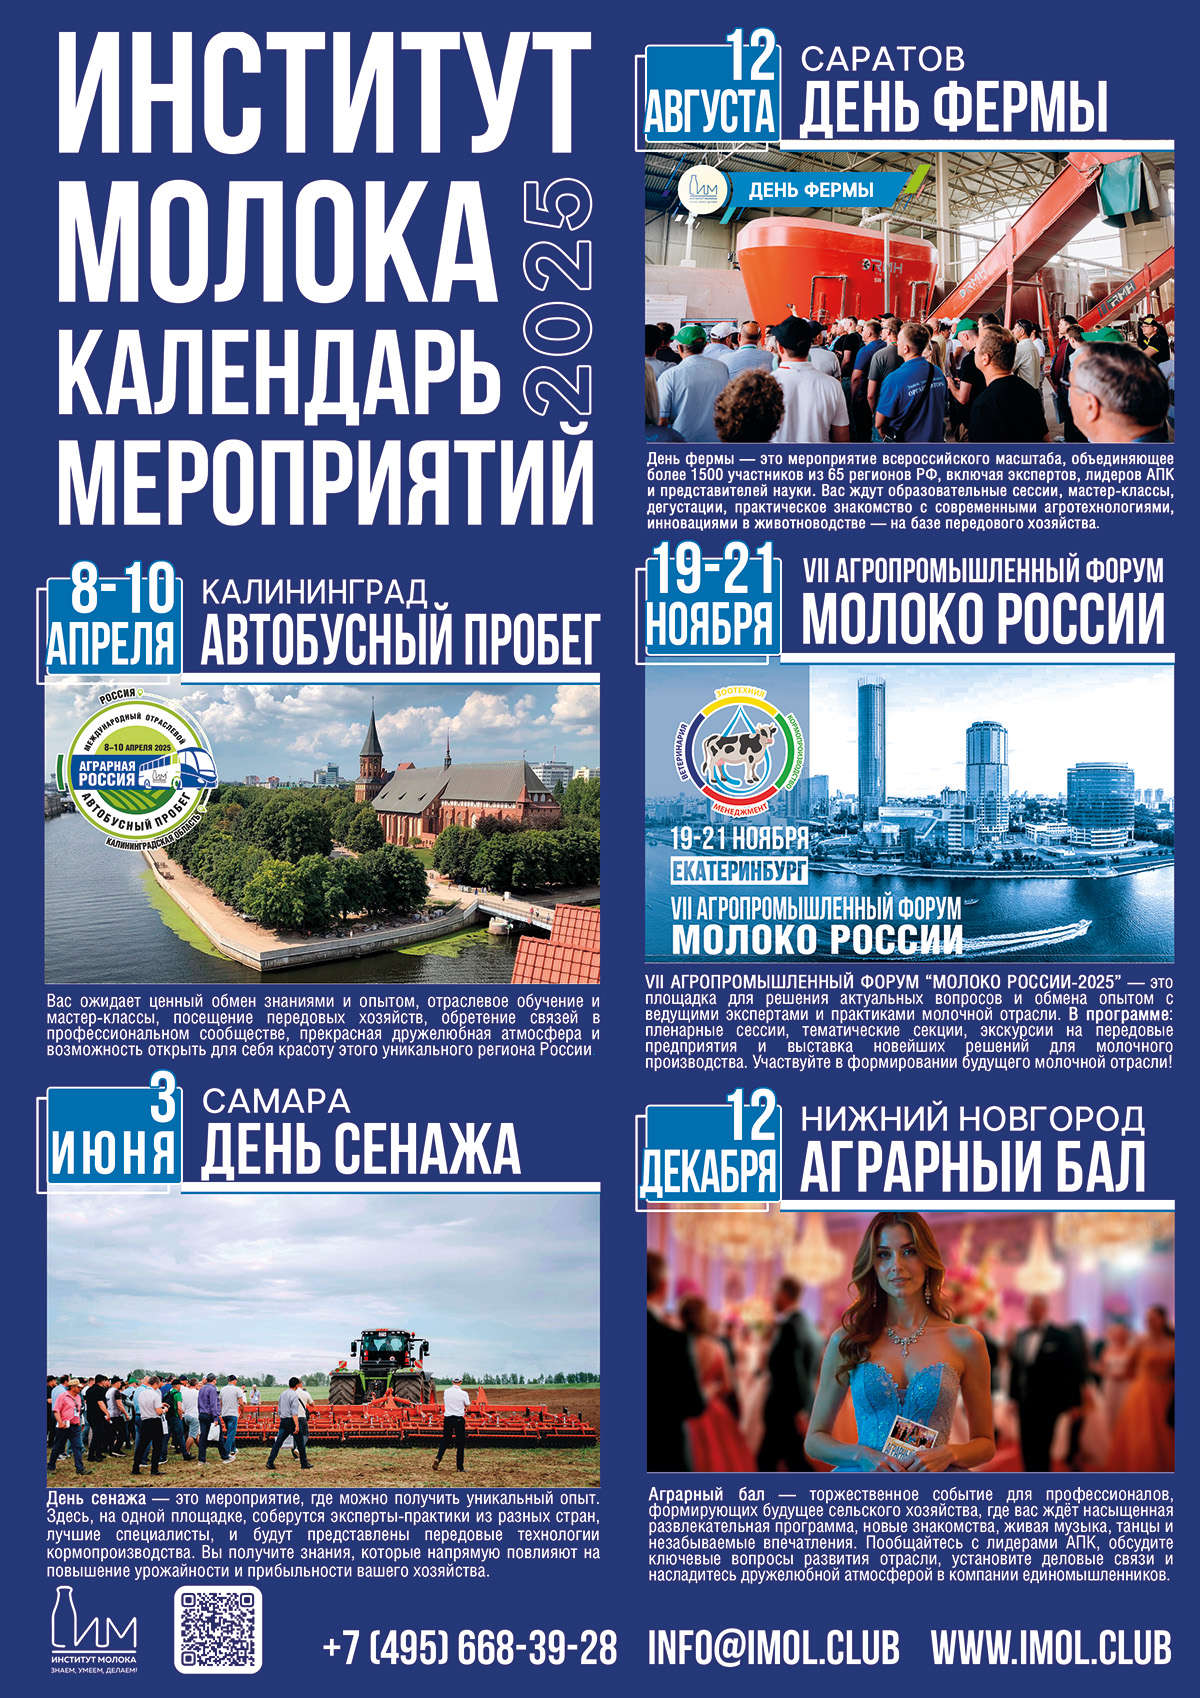 ИНСТИТУТ
МОЛОКА
КАЛЕНДАРЬ
МЕРОПРИЯТИЙ
2025
8-10
АПРЕЛЯ
КАЛИНИНГРАД
АВТОБУСНЫЙ ПРОБЕГ
РОССИЯ
МЕЖДУНАРОДНЫЙ ОТРАСЛЕВОЙ
8–10 АПРЕЛЯ 2025
АГРАРНАЯ
РОССИЯ
ИМ
АВТОБУСНЫЙ ПРОБЕГ
КАЛИНИНГРАДСКАЯ ОБЛАСТЬ
Вас ожидает ценный обмен знаниями и опытом, отраслевое обучение и
мастер-классы, посещение передовых хозяйств, обретение связей в
профессиональном сообществе, прекрасная дружелюбная атмосфера и
возможность открыть для себя красоту этого уникального региона России
3
ИЮНЯ
САМАРА
ДЕНЬ СЕНАЖА
День сенажа — это мероприятие, где можно получить уникальный опыт.
Здесь, на одной площадке, соберутся эксперты-практики из разных стран,
лучшие специалисты, и будут представлены передовые технологии
кормопроизводства. Вы получите знания, которые напрямую повлияют на
повышение урожайности и прибыльности вашего хозяйства.
12
АВГУСТА
САРАТОВ
ДЕНЬ ФЕРМЫ
ИМ
ИНСТИТУТ МОЛОКА
ДЕНЬ ФЕРМЫ
RMH
RMH
RMH
ОРГАНИЗАТОР
День фермы — это мероприятие всероссийского масштаба, объединяющее
более 1500 участников из 65 регионов РФ, включая экспертов, лидеров АПК
и представителей науки. Вас ждут образовательные сессии, мастер-классы,
дегустации, практическое знакомство с современными агротехнологиями,
инновациями в животноводстве — на базе передового хозяйства.
19-21
НОЯБРЯ
VII АГРОПРОМЫШЛЕННЫЙ ФОРУМ
МОЛОКО РОССИИ
ЗООТЕХНИЯ
ВЕТЕРИНАРИЯ
КОРМОПРОИЗВОДСТВО
МЕНЕДЖМЕНТ
19-21 НОЯБРЯ
ЕКАТЕРИНБУРГ
VII АГРОПРОМЫШЛЕННЫЙ ФОРУМ
МОЛОКО РОССИИ
VII АГРОПРОМЫШЛЕННЫЙ ФОРУМ “МОЛОКО РОССИИ-2025” — это
площадка для решения актуальных вопросов и обмена опытом с
ведущими экспертами и практиками молочной отрасли. В программе:
пленарные сессии, тематические секции, экскурсии на передовые
предприятия и выставка новейших решений для молочного
производства. Участвуйте в формировании будущего молочной отрасли!
12
ДЕКАБРЯ
НИЖНИЙ НОВГОРОД
АГРАРНЫЙ БАЛ
Аграрный бал — торжественное событие для профессионалов,
формирующих будущее сельского хозяйства, где вас ждёт насыщенная
развлекательная программа, новые знакомства, живая музыка, танцы и
незабываемые впечатления. Пообщайтесь с лидерами АПК, обсудите
ключевые вопросы развития отрасли, установите деловые связи и
насладитесь дружелюбной атмосферой в компании единомышленников.
ИМ
ИНСТИТУТ МОЛОКА
ЗНАЕМ, УМЕЕМ, ДЕЛАЕМ!
+7 (495) 668-39-28 INFO@IMOL.CLUB WWW.IMOL.CLUB